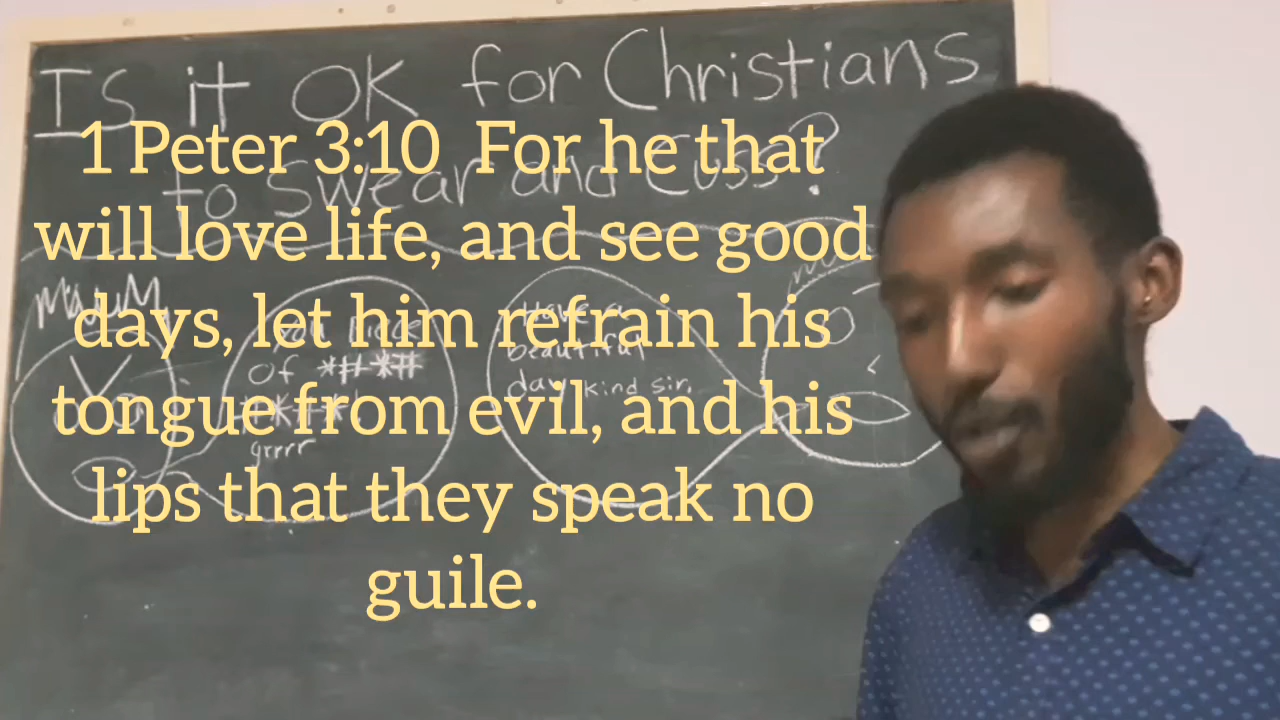 IS it OK for Christians
to swear and cuss?
1 Peter 3:10 For he that
will love life, and see good
days, let him refrain his
tongue from evil, and his
lips that they speak no
guile.
you piece
of *##*#
grrrr
Have a
beautiful
day kind sir.